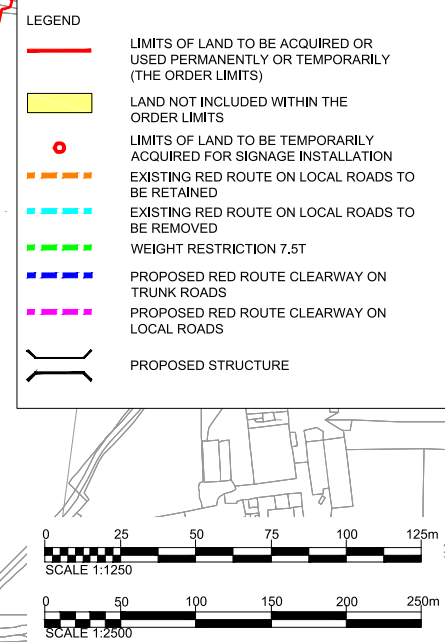 LEGEND
LIMITS OF LAND TO BE ACQUIRED OR
USED PERMANENTLY OR TEMPORARILY
(THE ORDER LIMITS)
LAND NOT INCLUDED WITHIN THE
ORDER LIMITS
LIMITS OF LAND TO BE TEMPORARILY
ACQUIRED FOR SIGNAGE INSTALLATION
EXISTING RED ROUTE ON LOCAL ROADS TO
BE RETAINED
EXISTING RED ROUTE ON LOCAL ROADS TO
BE REMOVED
WEIGHT RESTRICTION 7.5T
PROPOSED RED ROUTE CLEARWAY ON
TRUNK ROADS
PROPOSED RED ROUTE CLEARWAY ON
LOCAL ROADS
PROPOSED STRUCTURE
0 25 50 75 100 125m
SCALE 1:1250
0 50 100 150 200 250m
SCALE 1:2500